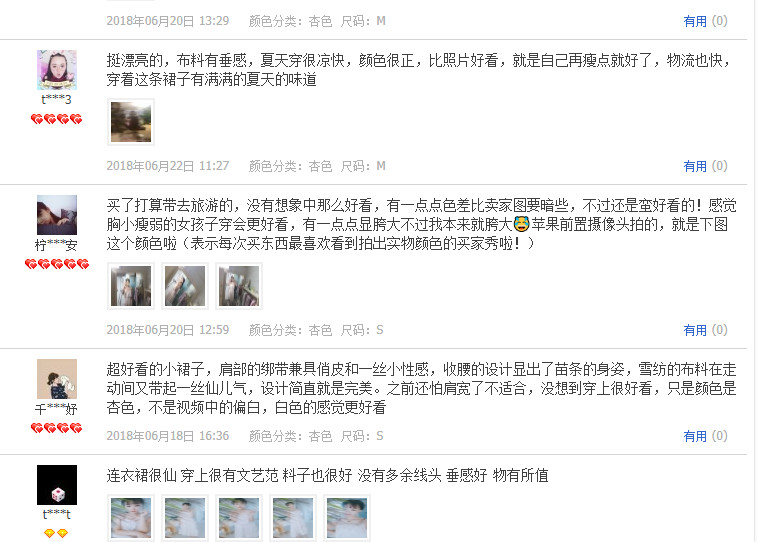 2018年06月20日 13:29 颜色分类：杏色 尺码：M 有用 (0)
挺漂亮的，布料有垂感，夏天穿很凉快，颜色很正，比照片好看，就是自己再瘦点就好了，物流也快，
穿着这条裙子有满满的夏天的味道
t***3
2018年06月22日 11:27 颜色分类：杏色 尺码：M 有用 (0)
买了打算带去旅游的，没有想象中那么好看，有一点点色差比卖家图要暗些，不过还是蛮好看的！感觉
胸小瘦弱的女孩子穿会更好看，有一点点显胯大不过我本来就胯大😅苹果前置摄像头拍的，就是下图
这个颜色啦（表示每次买东西最喜欢看到拍出实物颜色的买家秀啦！）
柠***安
2018年06月20日 12:59 颜色分类：杏色 尺码：S 有用 (0)
超好看的小裙子，肩部的绑带兼具俏皮和一丝小性感，收腰的设计显出了苗条的身姿，雪纺的布料在走
动间又带起一丝仙儿气，设计简直就是完美。之前还怕肩宽了不适合，没想到穿上很好看，只是颜色是
杏色，不是视频中的偏白，白色的感觉更好看
千***妤
2018年06月18日 16:36 颜色分类：杏色 尺码：S 有用 (0)
连衣裙很仙 穿上很有文艺范 料子也很好 没有多余线头 垂感好 物有所值
t***t